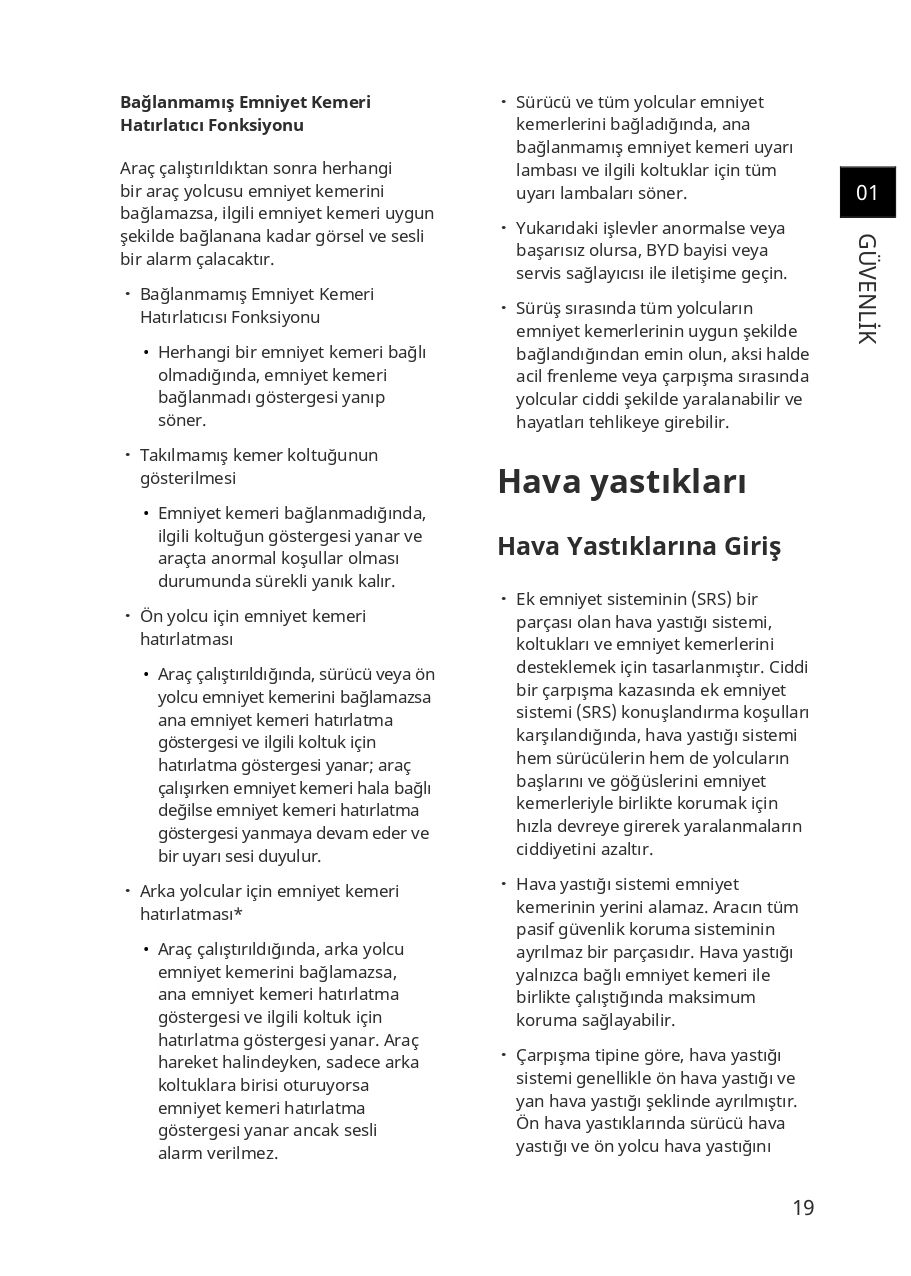 Bağlanmamış Emniyet Kemeri
Hatırlatıcı Fonksiyonu
Araç çalıştırıldıktan sonra herhangi
bir araç yolcusu emniyet kemerini
bağlamazsa, ilgili emniyet kemeri uygun
şekilde bağlanana kadar görsel ve sesli
bir alarm çalacaktır.
· Bağlanmamış Emniyet Kemeri
Hatırlatıcısı Fonksiyonu
• Herhangi bir emniyet kemeri bağlı
olmadığında, emniyet kemeri
bağlanmadı göstergesi yanıp
söner.
· Takılmamış kemer koltuğunun
gösterilmesi
• Emniyet kemeri bağlanmadığında,
ilgili koltuğun göstergesi yanar ve
araçta anormal koşullar olması
durumunda sürekli yanık kalır.
· Ön yolcu için emniyet kemeri
hatırlatması
• Araç çalıştırıldığında, sürücü veya ön
yolcu emniyet kemerini bağlamazsa
ana emniyet kemeri hatırlatma
göstergesi ve ilgili koltuk için
hatırlatma göstergesi yanar; araç
çalışırken emniyet kemeri hala bağlı
değilse emniyet kemeri hatırlatma
göstergesi yanmaya devam eder ve
bir uyarı sesi duyulur.
· Arka yolcular için emniyet kemeri
hatırlatması*
• Araç çalıştırıldığında, arka yolcu
emniyet kemerini bağlamazsa,
ana emniyet kemeri hatırlatma
göstergesi ve ilgili koltuk için
hatırlatma göstergesi yanar. Araç
hareket halindeyken, sadece arka
koltuklara birisi oturuyorsa
emniyet kemeri hatırlatma
göstergesi yanar ancak sesli
alarm verilmez.
· Sürücü ve tüm yolcular emniyet
kemerlerini bağladığında, ana
bağlanmamış emniyet kemeri uyarı
lambası ve ilgili koltuklar için tüm
uyarı lambaları söner.
· Yukarıdaki işlevler anormalse veya
başarısız olursa, BYD bayisi veya
servis sağlayıcısı ile iletişime geçin.
· Sürüş sırasında tüm yolcuların
emniyet kemerlerinin uygun şekilde
bağlandığından emin olun, aksi halde
acil frenleme veya çarpışma sırasında
yolcular ciddi şekilde yaralanabilir ve
hayatları tehlikeye girebilir.
Hava yastıkları
Hava Yastıklarına Giriş
· Ek emniyet sisteminin (SRS) bir
parçası olan hava yastığı sistemi,
koltukları ve emniyet kemerlerini
desteklemek için tasarlanmıştır. Ciddi
bir çarpışma kazasında ek emniyet
sistemi (SRS) konuşlandırma koşulları
karşılandığında, hava yastığı sistemi
hem sürücülerin hem de yolcuların
başlarını ve göğüslerini emniyet
kemerleriyle birlikte korumak için
hızla devreye girerek yaralanmaların
ciddiyetini azaltır.
· Hava yastığı sistemi emniyet
kemerinin yerini alamaz. Aracın tüm
pasif güvenlik koruma sisteminin
ayrılmaz bir parçasıdır. Hava yastığı
yalnızca bağlı emniyet kemeri ile
birlikte çalıştığında maksimum
koruma sağlayabilir.
· Çarpışma tipine göre, hava yastığı
sistemi genellikle ön hava yastığı ve
yan hava yastığı şeklinde ayrılmıştır.
Ön hava yastıklarında sürücü hava
yastığı ve ön yolcu hava yastığını
01
GÜVENLİK
19